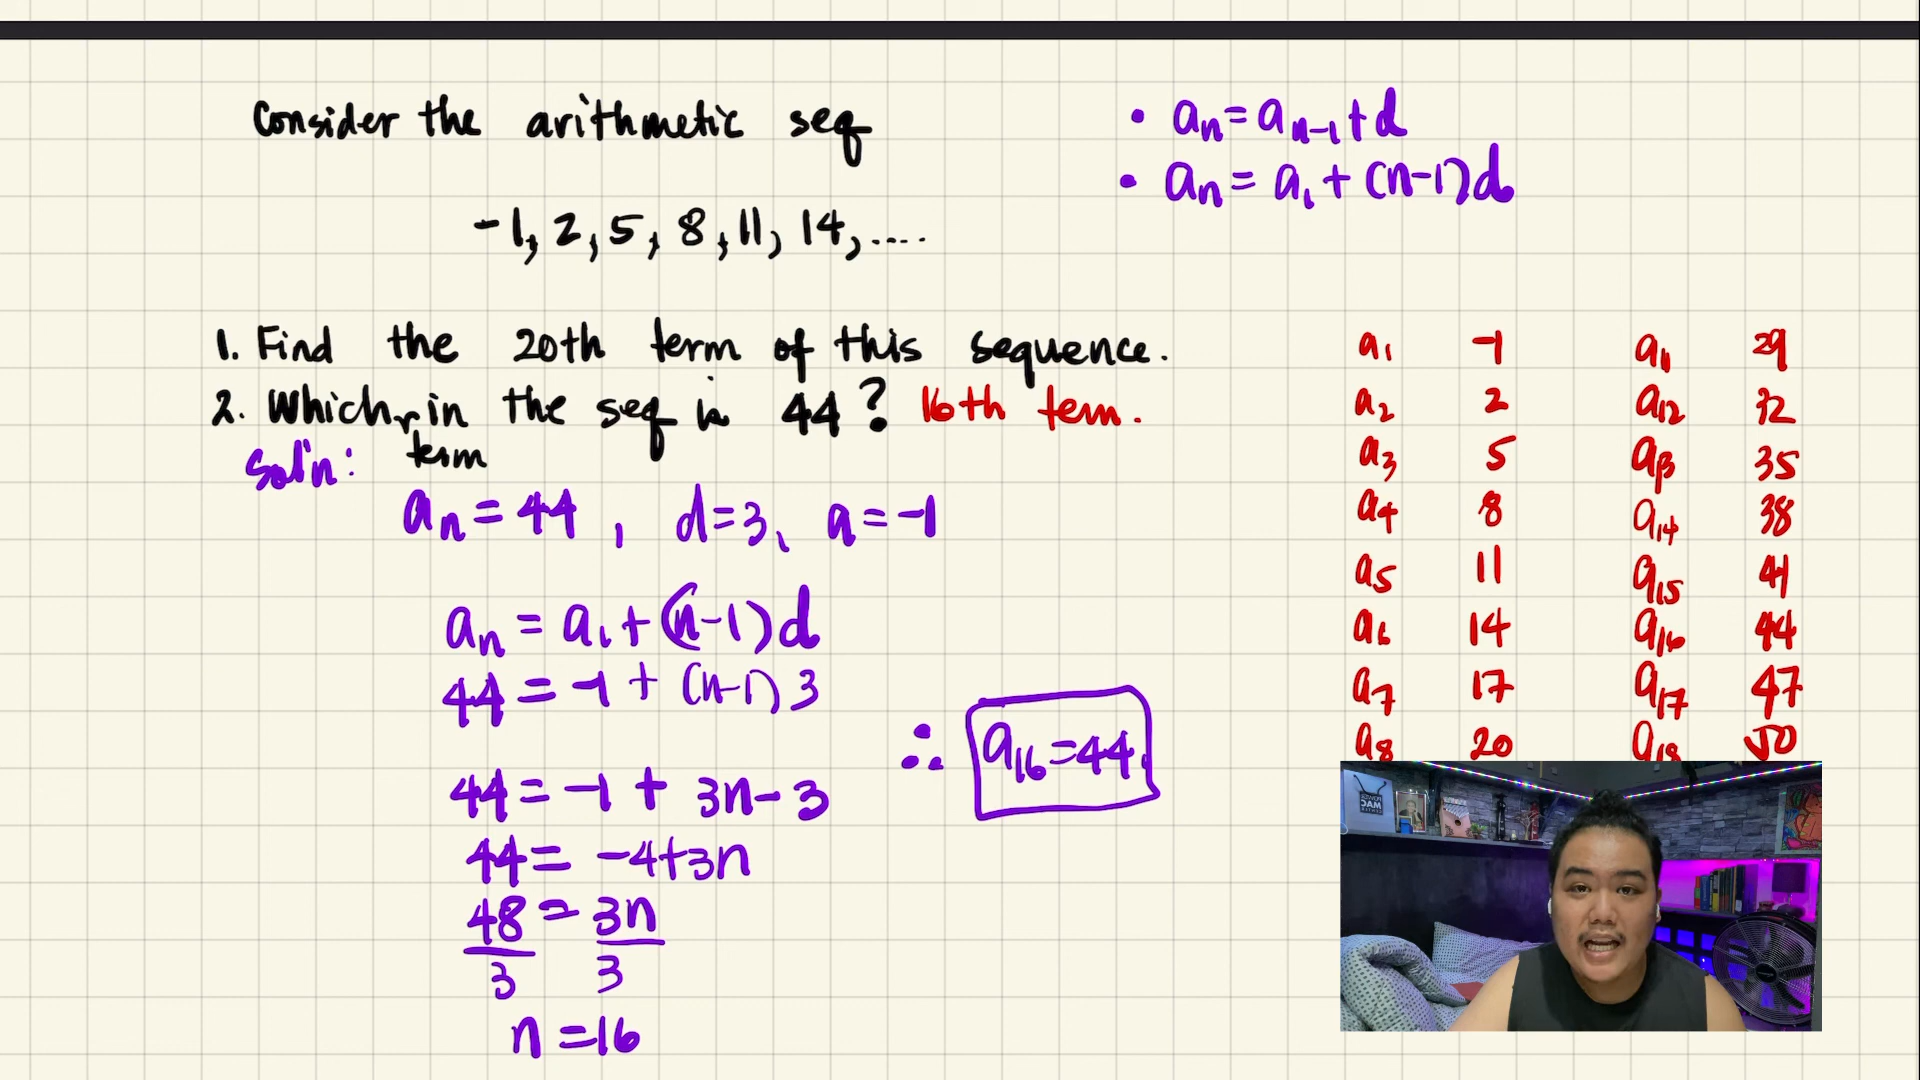 Consider the arithmetic seq
-1, 2, 5, 8, 11, 14, ....
• an = an-1 + d
• an = a1 + (n-1)d
1. Find the 20th term of this sequence.
2. Which term in the seq is 44? 16th term.
Sol'n:
an = 44, d=3, a=-1
an = a1 + (n-1)d
44 = -1 + (n-1)3
44 = -1 + 3n - 3
44 = -4+3n
48 = 3n
3 3
n = 16
∴ a16=44.
a1 -1 a11 29
a2 2 a12 32
a3 5 a13 35
a4 8 a14 38
a5 11 a15 41
a6 14 a16 44
a7 17 a17 47
a8 20 a18 50